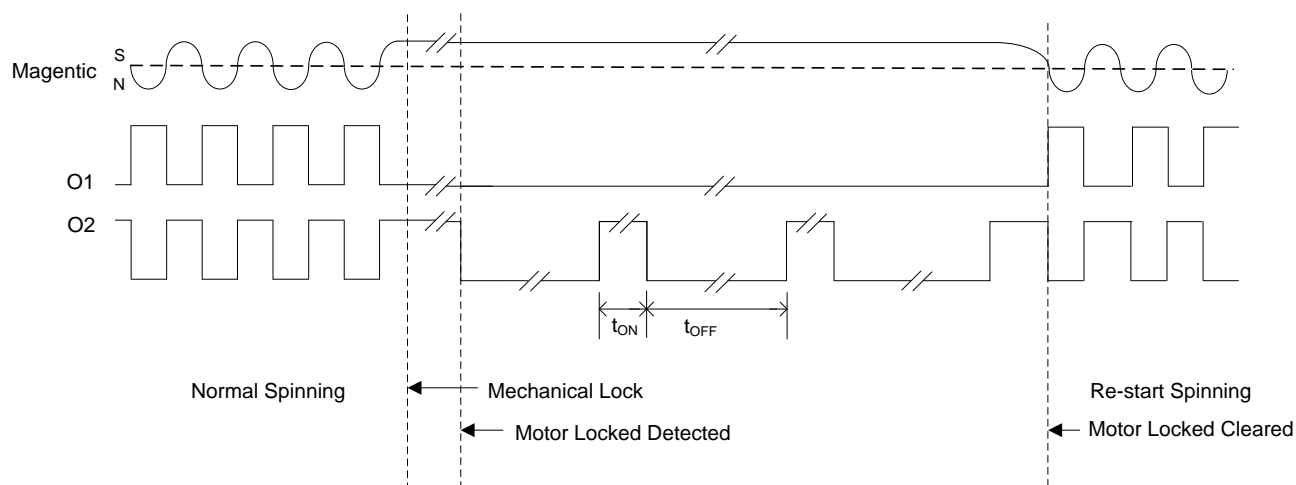 S
Magentic
N
O1
O2
tON
tOFF
Normal Spinning
Mechanical Lock
Re-start Spinning
Motor Locked Detected
Motor Locked Cleared